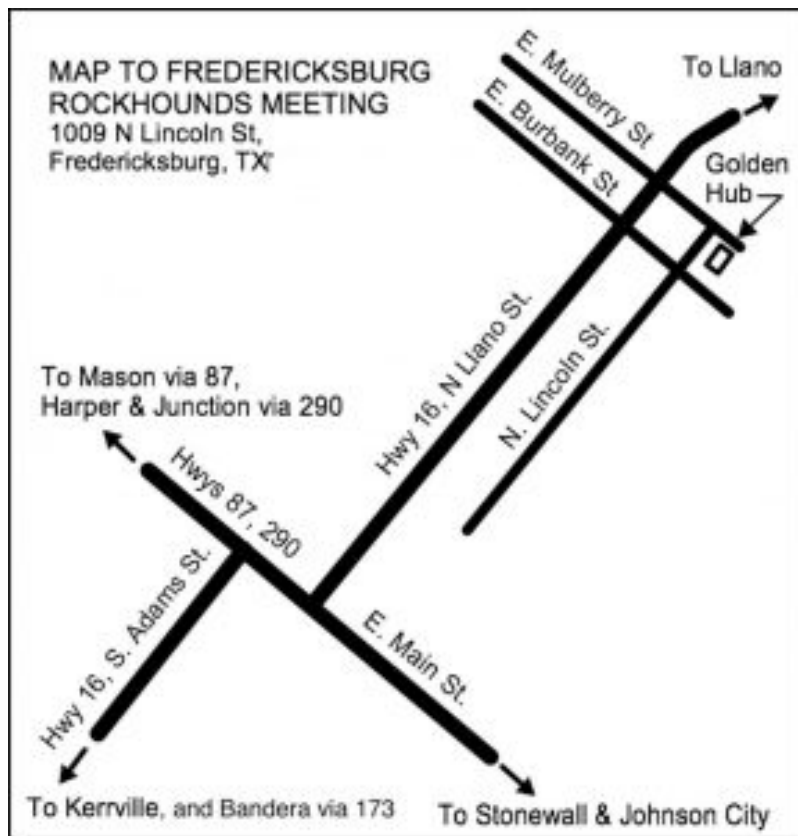 MAP TO FREDERICKSBURG
ROCKHOUNDS MEETING
1009 N Lincoln St,
Fredericksburg, TX
E. Mulberry St
E. Burbank St
To Llano
Golden
Hub
Hwy 16, N Llano St.
N. Lincoln St.
To Mason via 87,
Harper & Junction via 290
Hwys 87, 290
Hwy 16, S. Adams St.
E. Main St.
To Kerrville, and Bandera via 173
To Stonewall & Johnson City